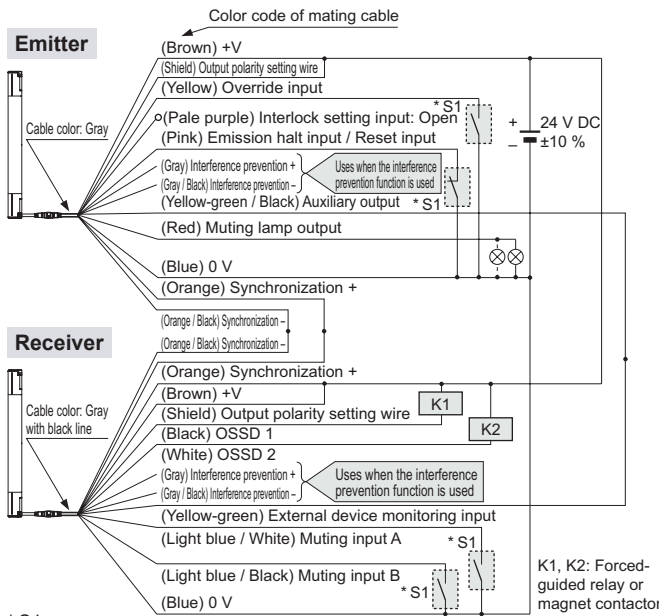 Color code of mating cable
Emitter
(Brown) +V
(Shield) Output polarity setting wire
(Yellow) Override input
* S1
(Pale purple) Interlock setting input: Open
+
24 V DC
–
±10 %
Cable color: Gray
(Pink) Emission halt input / Reset input
(Gray) Interference prevention +
(Gray / Black) Interference prevention –
Uses when the interference
prevention function is used
(Yellow-green / Black) Auxiliary output
* S1
(Red) Muting lamp output
(Blue) 0 V
(Orange) Synchronization +
(Orange / Black) Synchronization –
(Orange / Black) Synchronization –
Receiver
(Orange) Synchronization +
(Brown) +V
K1
Cable color: Gray
with black line
(Shield) Output polarity setting wire
(Black) OSSD 1
K2
(White) OSSD 2
(Gray) Interference prevention +
(Gray / Black) Interference prevention –
Uses when the interference
prevention function is used
(Yellow-green) External device monitoring input
(Light blue / White) Muting input A
* S1
(Light blue / Black) Muting input B
* S1
(Blue) 0 V
K1, K2: Forced-
guided relay or
magnet contactor